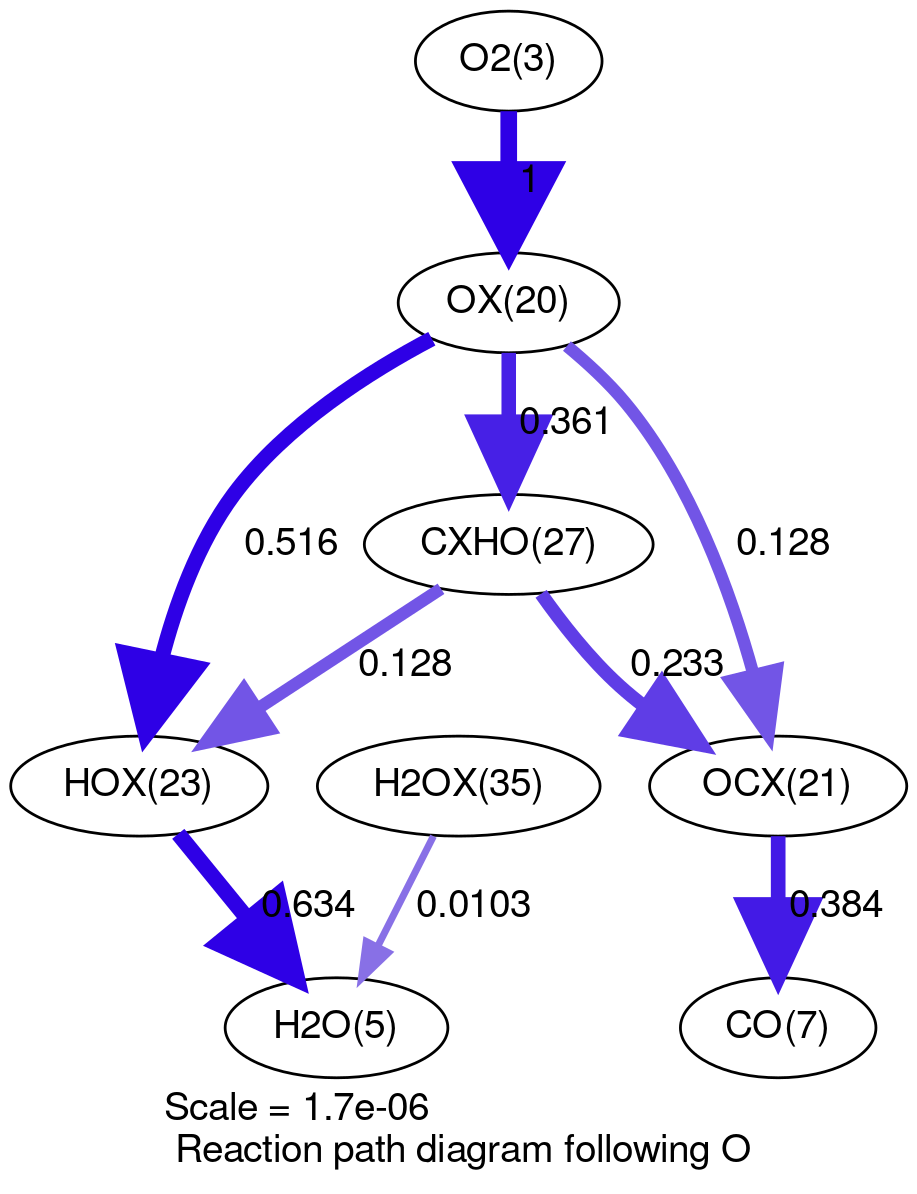 O2(3)
1
OX(20)
0.361
CXHO(27)
0.516
0.128
0.128
0.233
HOX(23)
H2OX(35)
OCX(21)
0.634
0.0103
0.384
H2O(5)
CO(7)
Scale = 1.7e-06
Reaction path diagram following O